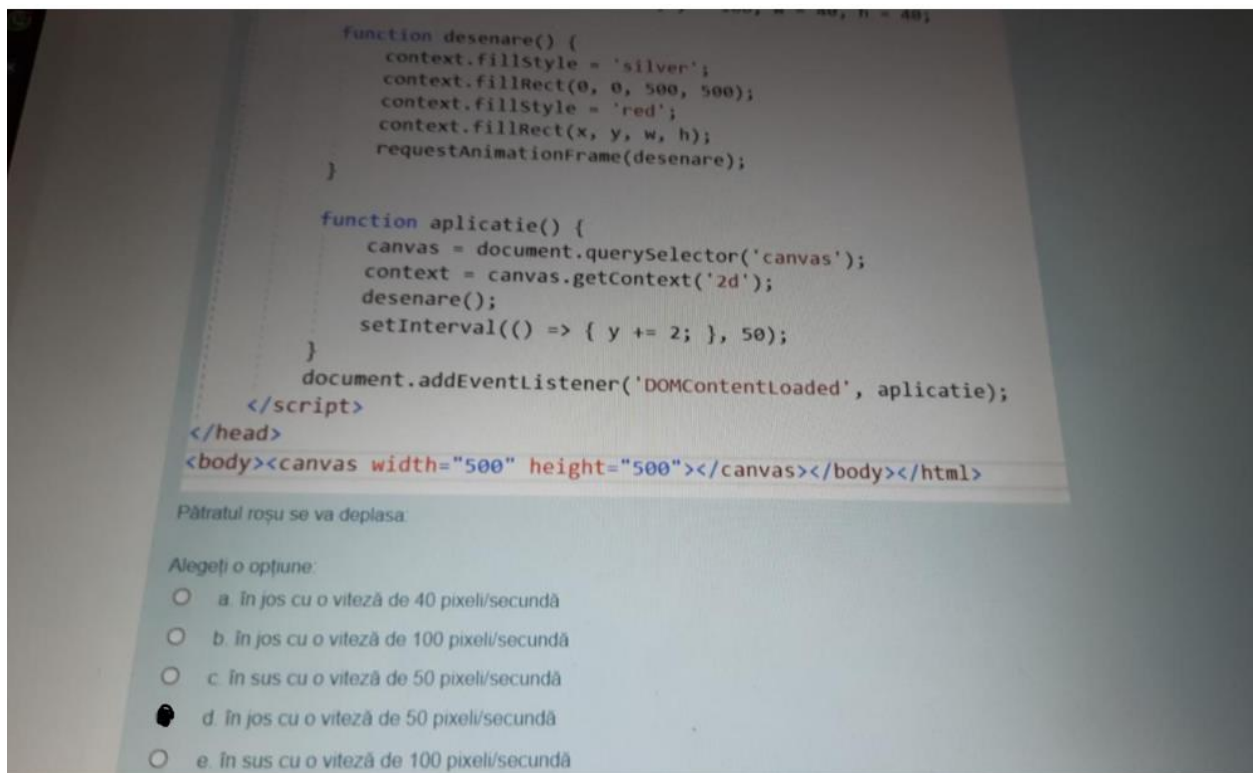 h = 40;
function desenare() {
context.fillStyle = 'silver';
context.fillRect(0, 0, 500, 500);
context.fillStyle = 'red';
context.fillRect(x, y, w, h);
requestAnimationFrame(desenare);
}
function aplicatie() {
canvas = document.querySelector('canvas');
context = canvas.getContext('2d');
desenare();
setInterval(() => { y += 2; }, 50);
}
document.addEventListener('DOMContentLoaded', aplicatie);
</script>
</head>
<body><canvas width="500" height="500"></canvas></body></html>
Pătratul roșu se va deplasa:
Alegeți o opțiune:
a. în jos cu o viteză de 40 pixeli/secundă
b. în jos cu o viteză de 100 pixeli/secundă
c. în sus cu o viteză de 50 pixeli/secundă
d. în jos cu o viteză de 50 pixeli/secundă
e. în sus cu o viteză de 100 pixeli/secundă